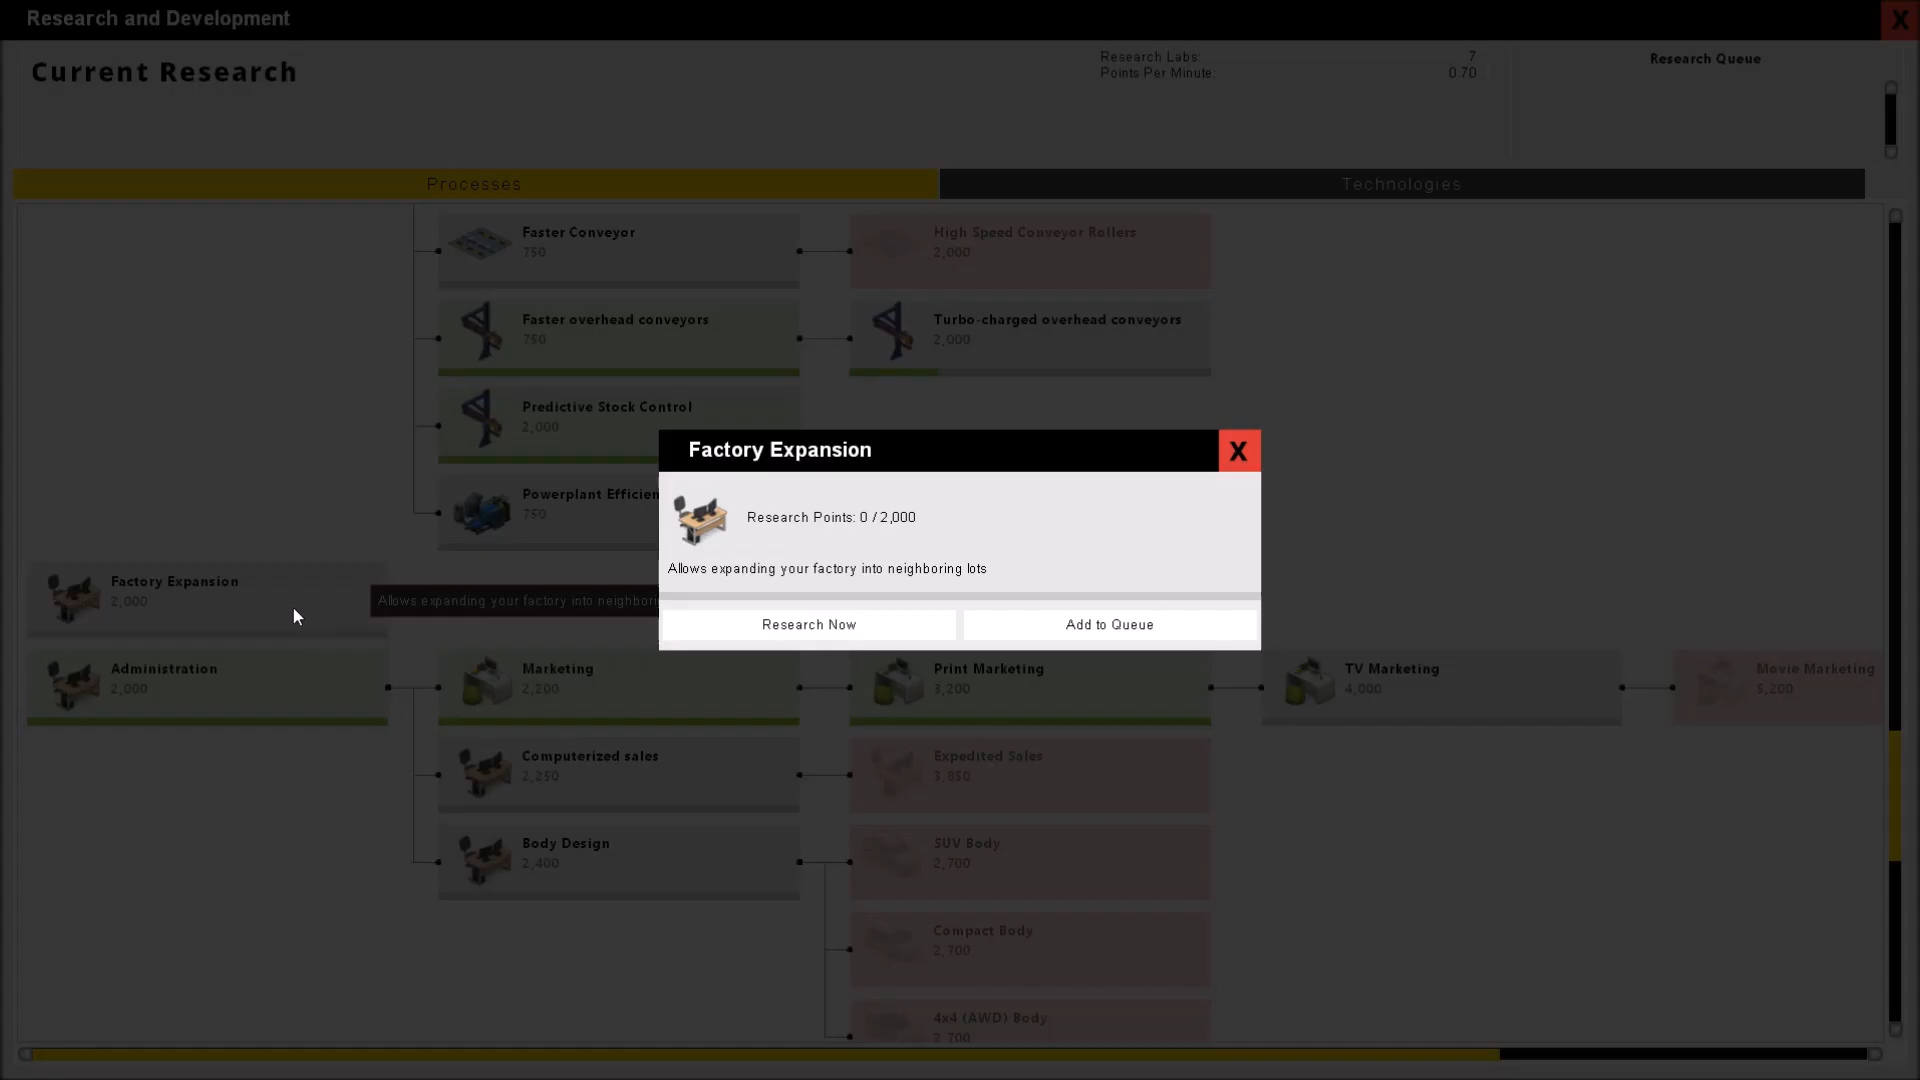 Research and Development
X
Current Research
Research Labs: 7
Points Per Minute: 0.70
Research Queue
Processes
Technologies
Faster Conveyor
750
High Speed Conveyor Rollers
2,000
Faster overhead conveyors
750
Turbo-charged overhead conveyors
2,000
Predictive Stock Control
2,000
Powerplant Efficien
750
Factory Expansion
X
Research Points: 0 / 2,000
Allows expanding your factory into neighboring lots
Research Now
Add to Queue
Factory Expansion
2,000
Allows expanding your factory into neighbori
Administration
2,000
Marketing
2,200
Print Marketing
3,200
TV Marketing
4,000
Movie Marketing
5,200
Computerized sales
2,250
Expedited Sales
3,850
Body Design
2,400
SUV Body
2,700
Compact Body
2,700
4x4 (AWD) Body
2,700